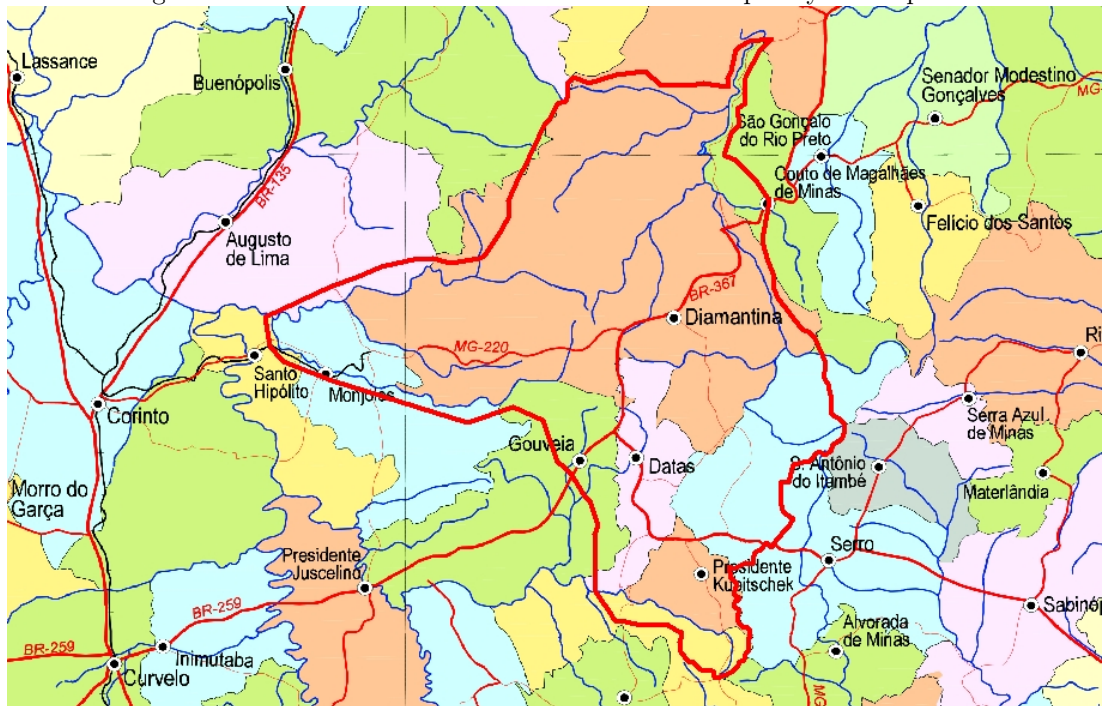 Lassance
Buenópolis
Senador Modestino
Gonçalves
São Gonçalo
do Rio Preto
Couto de Magalhães
de Minas
BR-135
Augusto
de Lima
Felício dos Santos
BR-367
Diamantina
MG-220
Santo
Hipólito
Monjolos
Corinto
Serra Azul
de Minas
Gouveia
Datas
S. Antônio
do Itambé
Materlândia
Morro do
Garça
Presidente
Juscelino
Serro
Presidente
Kubitschek
BR-259
Alvorada
de Minas
BR-259
Inimutaba
Curvelo